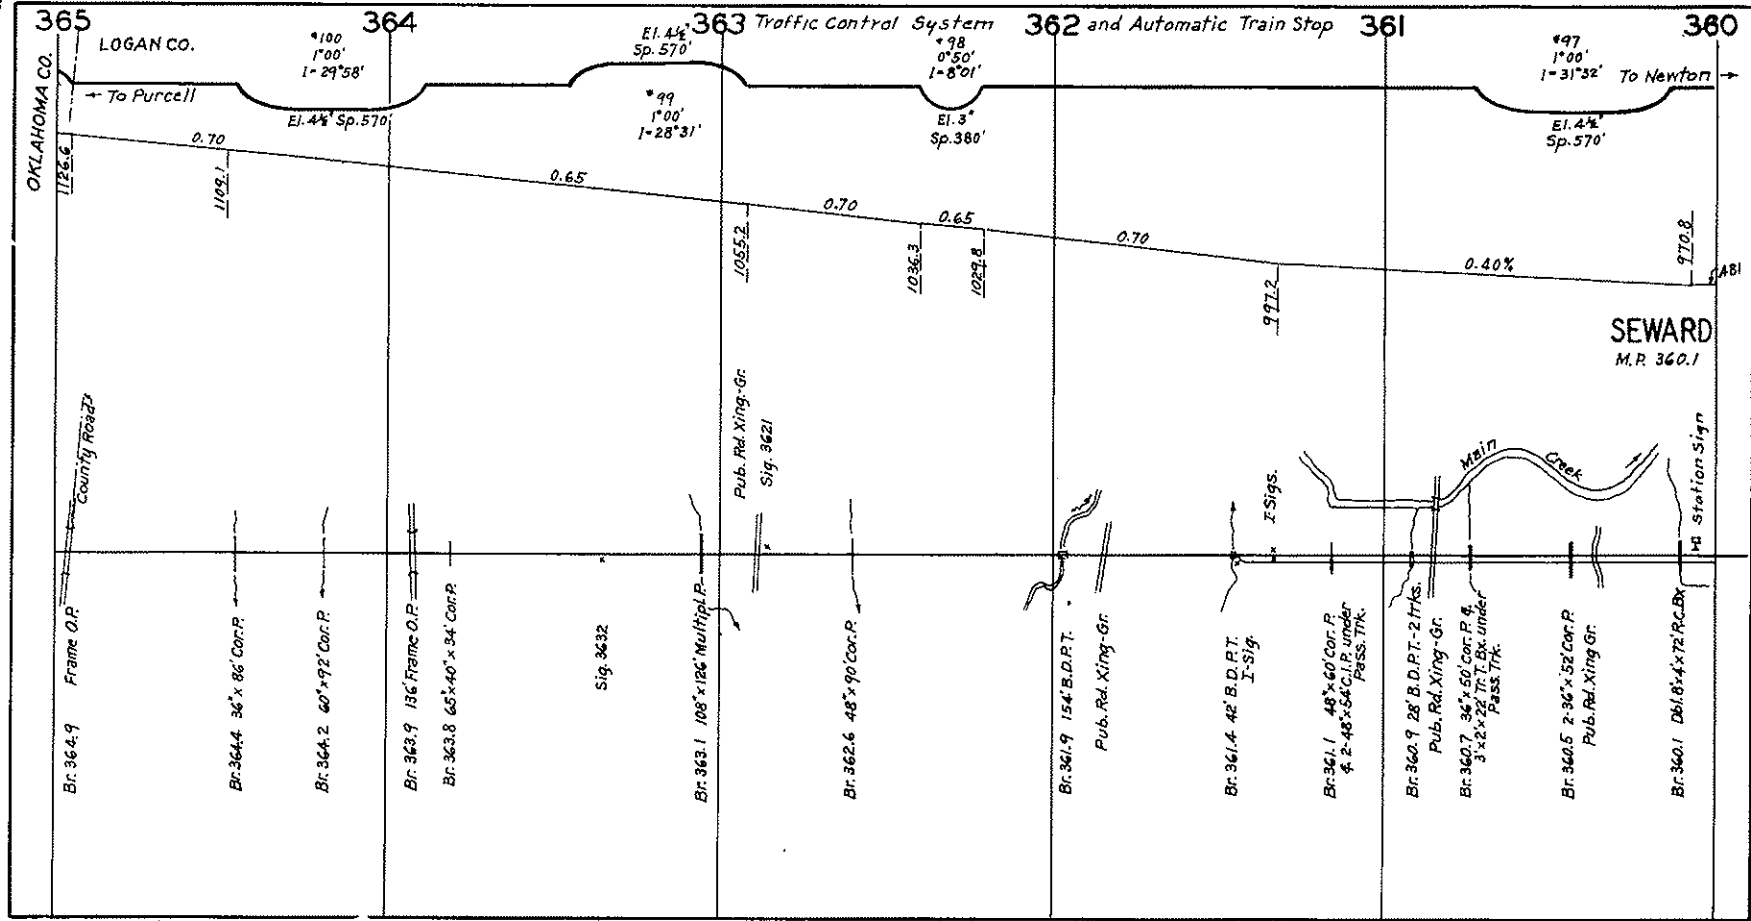 365
364
363
Traffic Control System
362
and Automatic Train Stop
361
360
OKLAHOMA CO.
LOGAN CO.
← To Purcell
#100
1°00'
I-29°58'
El. 4½" Sp. 570'
El. 4½"
Sp. 570'
#99
1°00'
I-28°31'
#98
0°50'
I-8°01'
El. 3"
Sp. 380'
#97
1°00'
I-31°32'
To Newton →
El. 4½"
Sp. 570'
0.70
0.65
0.70
0.65
0.70
0.40%
1126.6
1109.1
1055.2
1036.3
1029.8
997.2
970.8
SEWARD
M.P. 360.1
County Road
Pub. Rd. Xing-Gr.
Sig. 3621
I-Sigs.
Main Creek
Station Sign
Br. 364.9 Frame O.P.
Br. 364.4 36" x 86' Cor. P.
Br. 364.2 60" x 92' Cor. P.
Br. 363.9 136' Frame O.P.
Br. 363.8 65" x 40" x 34' Cor. P.
Sig. 3632
Br. 363.1 108" x 126' Multipl. P.
Br. 362.6 48" x 90' Cor. P.
Br. 361.9 154' B.D.P.T.
Pub. Rd. Xing-Gr.
Br. 361.4 42' B.D.P.T.
I-Sig.
Br. 361.1 48" x 60' Cor. P.
& 2-48" x 54' C.I.P. under
Pass. Trk.
Br. 360.9 28' B.D.P.T.-2 Trks.
Pub. Rd. Xing-Gr.
Br. 360.7 36" x 50' Cor. P. &
3' x 2' x 22' Tr. T. Bx. under
Pass. Trk.
Br. 360.5 2-36" x 52' Cor. P.
Pub. Rd. Xing-Gr.
Br. 360.1 Dbl. 8' x 4' x 72' R.C. Bx